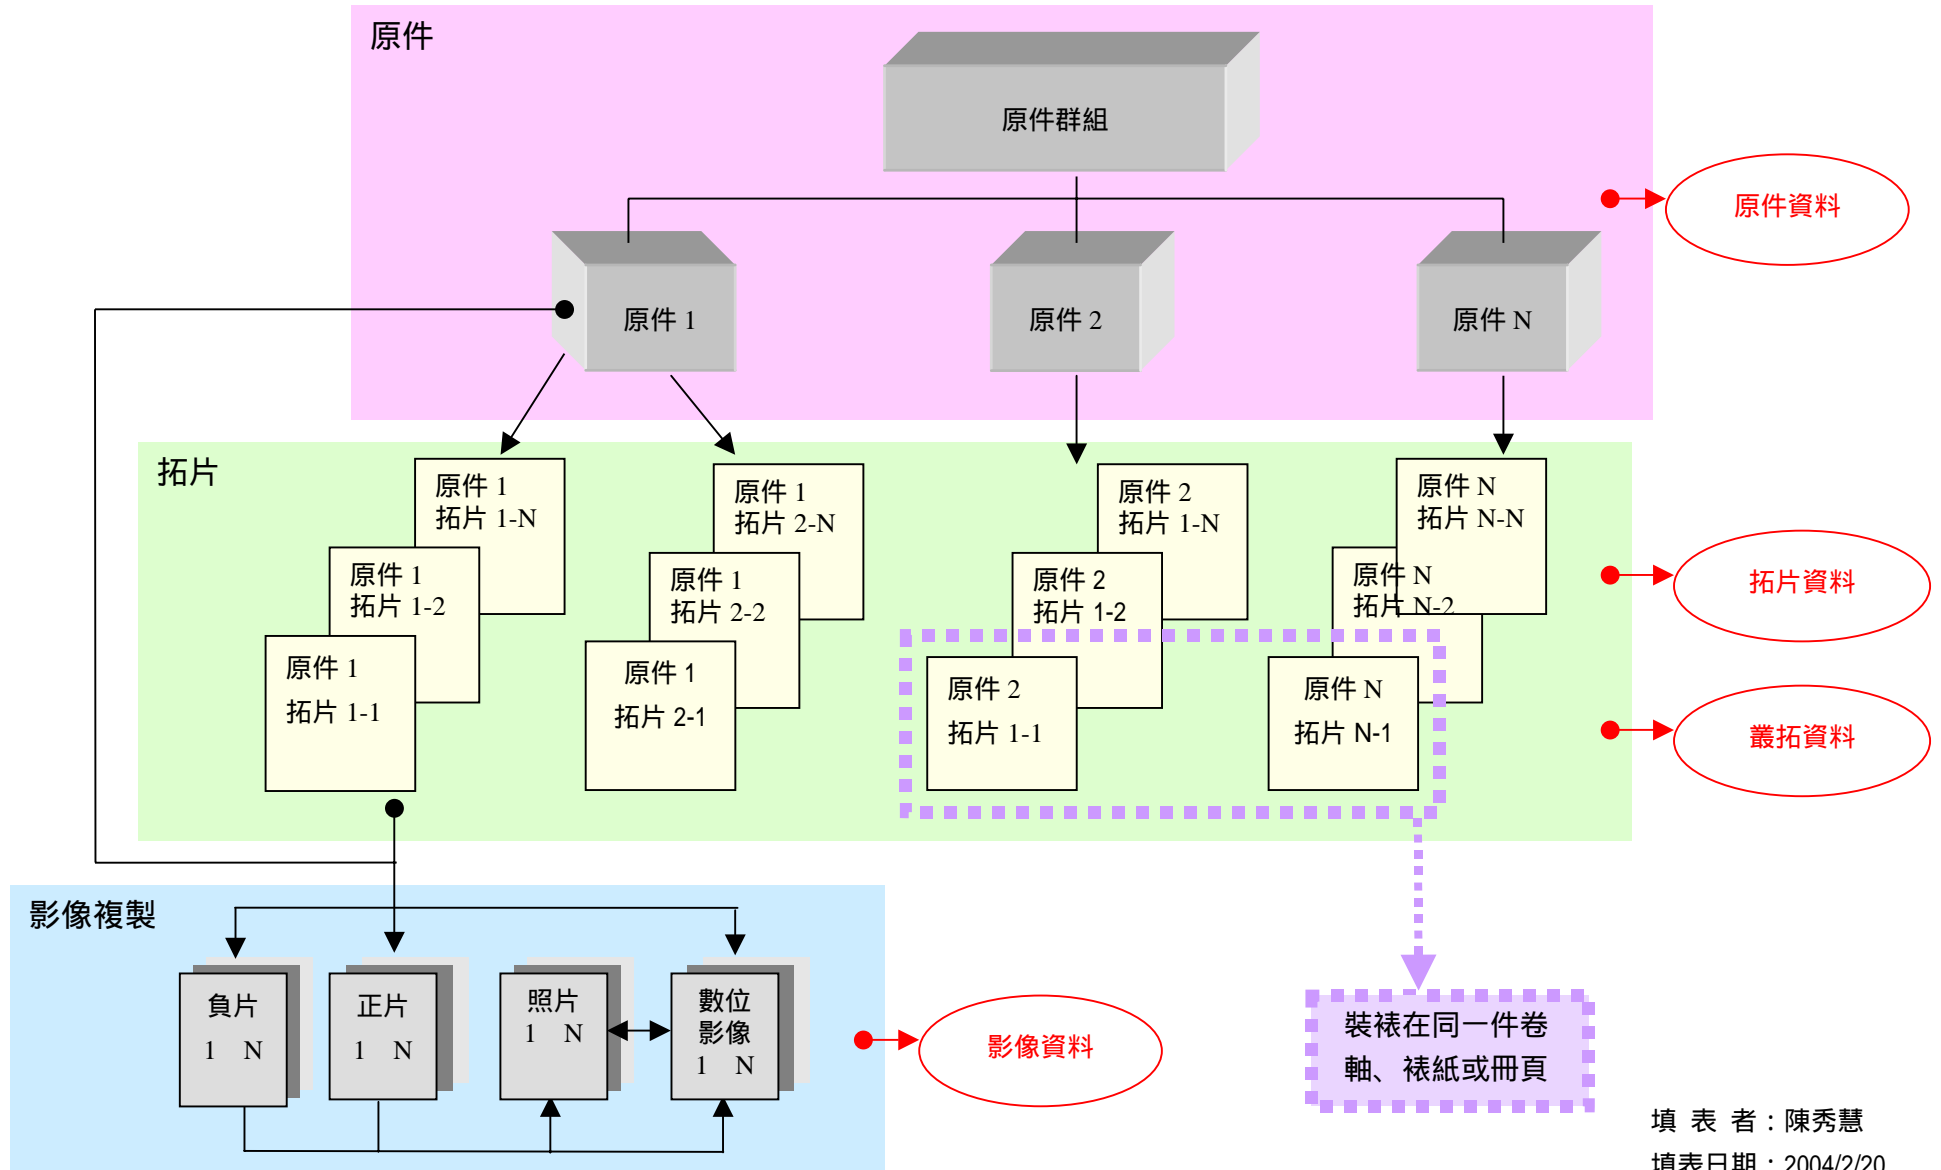 原件
原件群組
原件資料
原件 1
原件 2
原件 N
拓片
原件 1
拓片 1-N
原件 1
拓片 1-2
原件 1
拓片 1-1
原件 1
拓片 2-N
原件 1
拓片 2-2
原件 1
拓片 2-1
原件 2
拓片 1-N
原件 2
拓片 1-2
原件 2
拓片 1-1
原件 N
拓片 N-N
原件 N
拓片 N-2
原件 N
拓片 N-1
拓片資料
叢拓資料
影像複製
負片
1 N
正片
1 N
照片
1 N
數位
影像
1 N
影像資料
裝裱在同一件卷
軸、裱紙或冊頁
填 表 者：陳秀慧
填表日期：2004/2/20